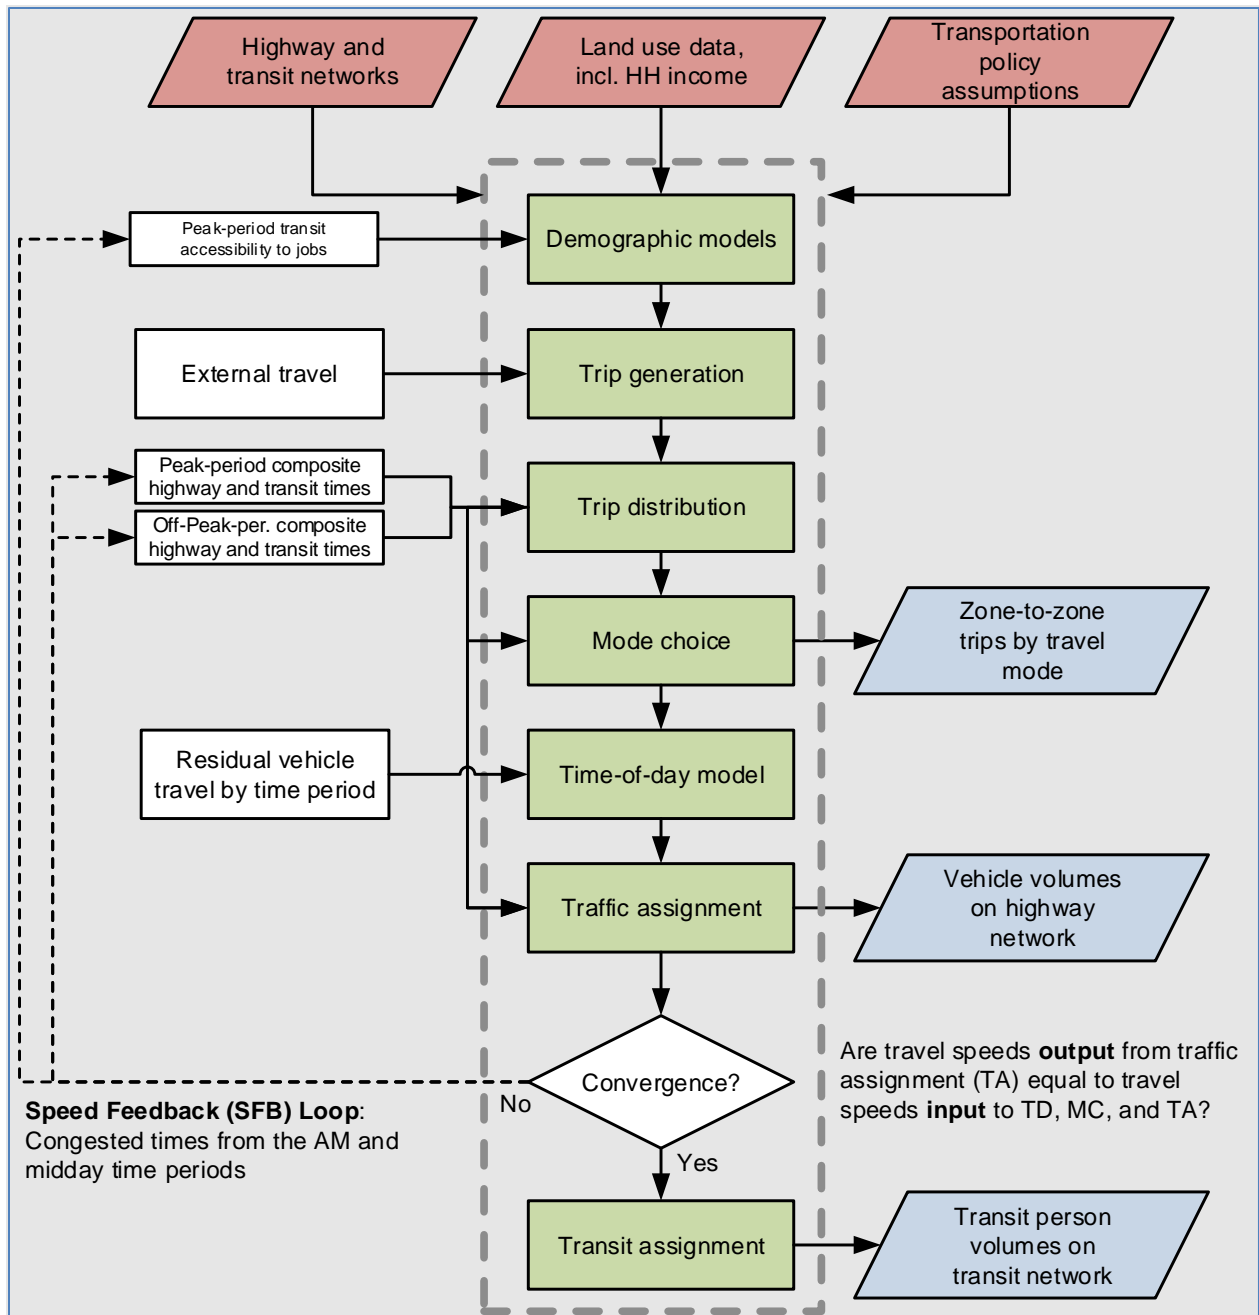 Highway and
transit networks
Land use data,
incl. HH income
Transportation
policy
assumptions
Peak-period transit
accessibility to jobs
Demographic models
External travel
Trip generation
Peak-period composite
highway and transit times
Off-Peak-per. composite
highway and transit times
Trip distribution
Mode choice
Zone-to-zone
trips by travel
mode
Residual vehicle
travel by time period
Time-of-day model
Traffic assignment
Vehicle volumes
on highway
network
Convergence?
No
Yes
Are travel speeds output from traffic
assignment (TA) equal to travel
speeds input to TD, MC, and TA?
Speed Feedback (SFB) Loop:
Congested times from the AM and
midday time periods
Transit assignment
Transit person
volumes on
transit network